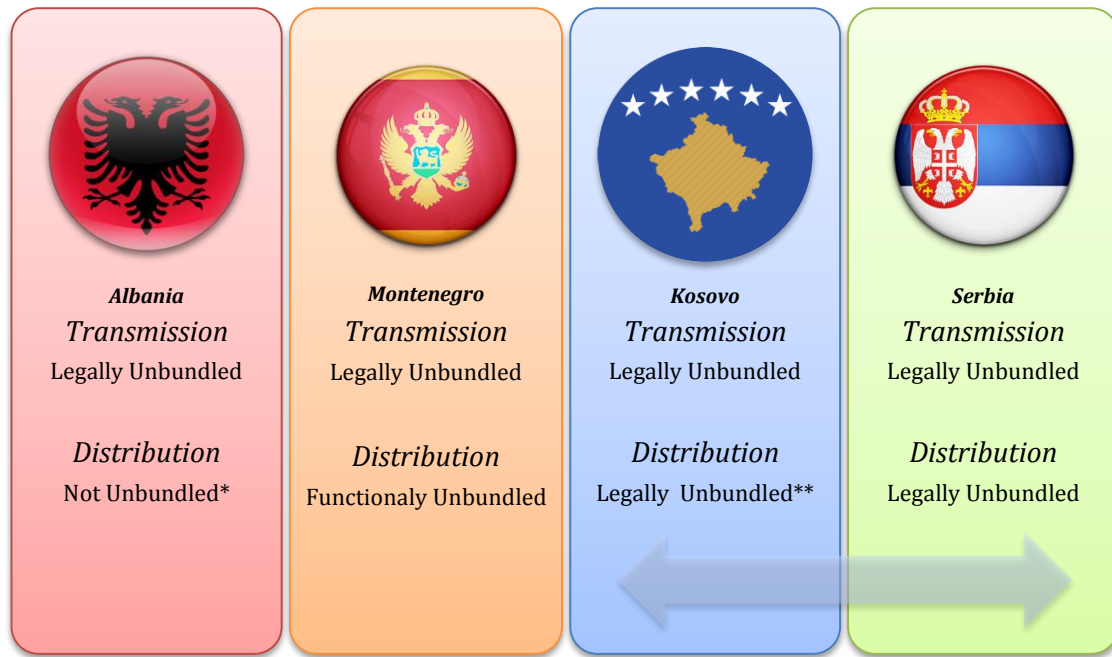 Albania
Transmission
Legally Unbundled
Distribution
Not Unbundled*
Montenegro
Transmission
Legally Unbundled
Distribution
Functionaly Unbundled
Kosovo
Transmission
Legally Unbundled
Distribution
Legally  Unbundled**
Serbia
Transmission
Legally Unbundled
Distribution
Legally Unbundled